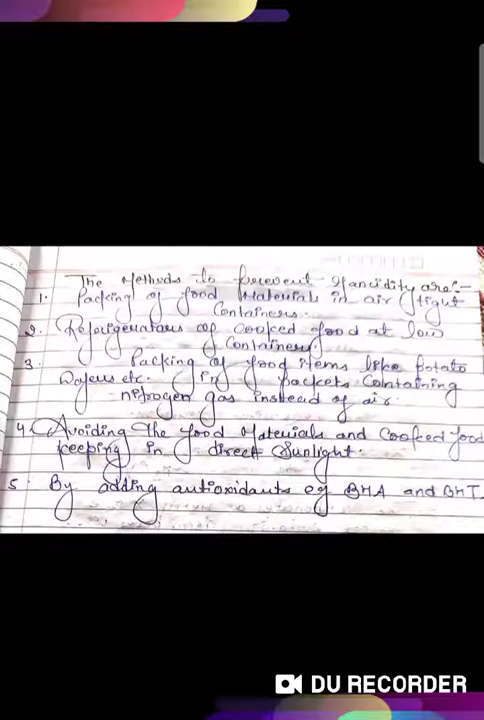 The Methods to prevent Rancidity are:-
1. Packing of food Materials in air tight
Containers.
2. Refrigerations of cooked food at low
Containers.
3. Packing of food items like potato
Wafers etc. in packets containing
nitrogen gas instead of air.
4. Avoiding The food Materials and Cooked food
keeping in direct Sunlight.
5. By adding antioxidants eg BHA and BHT.
DU RECORDER